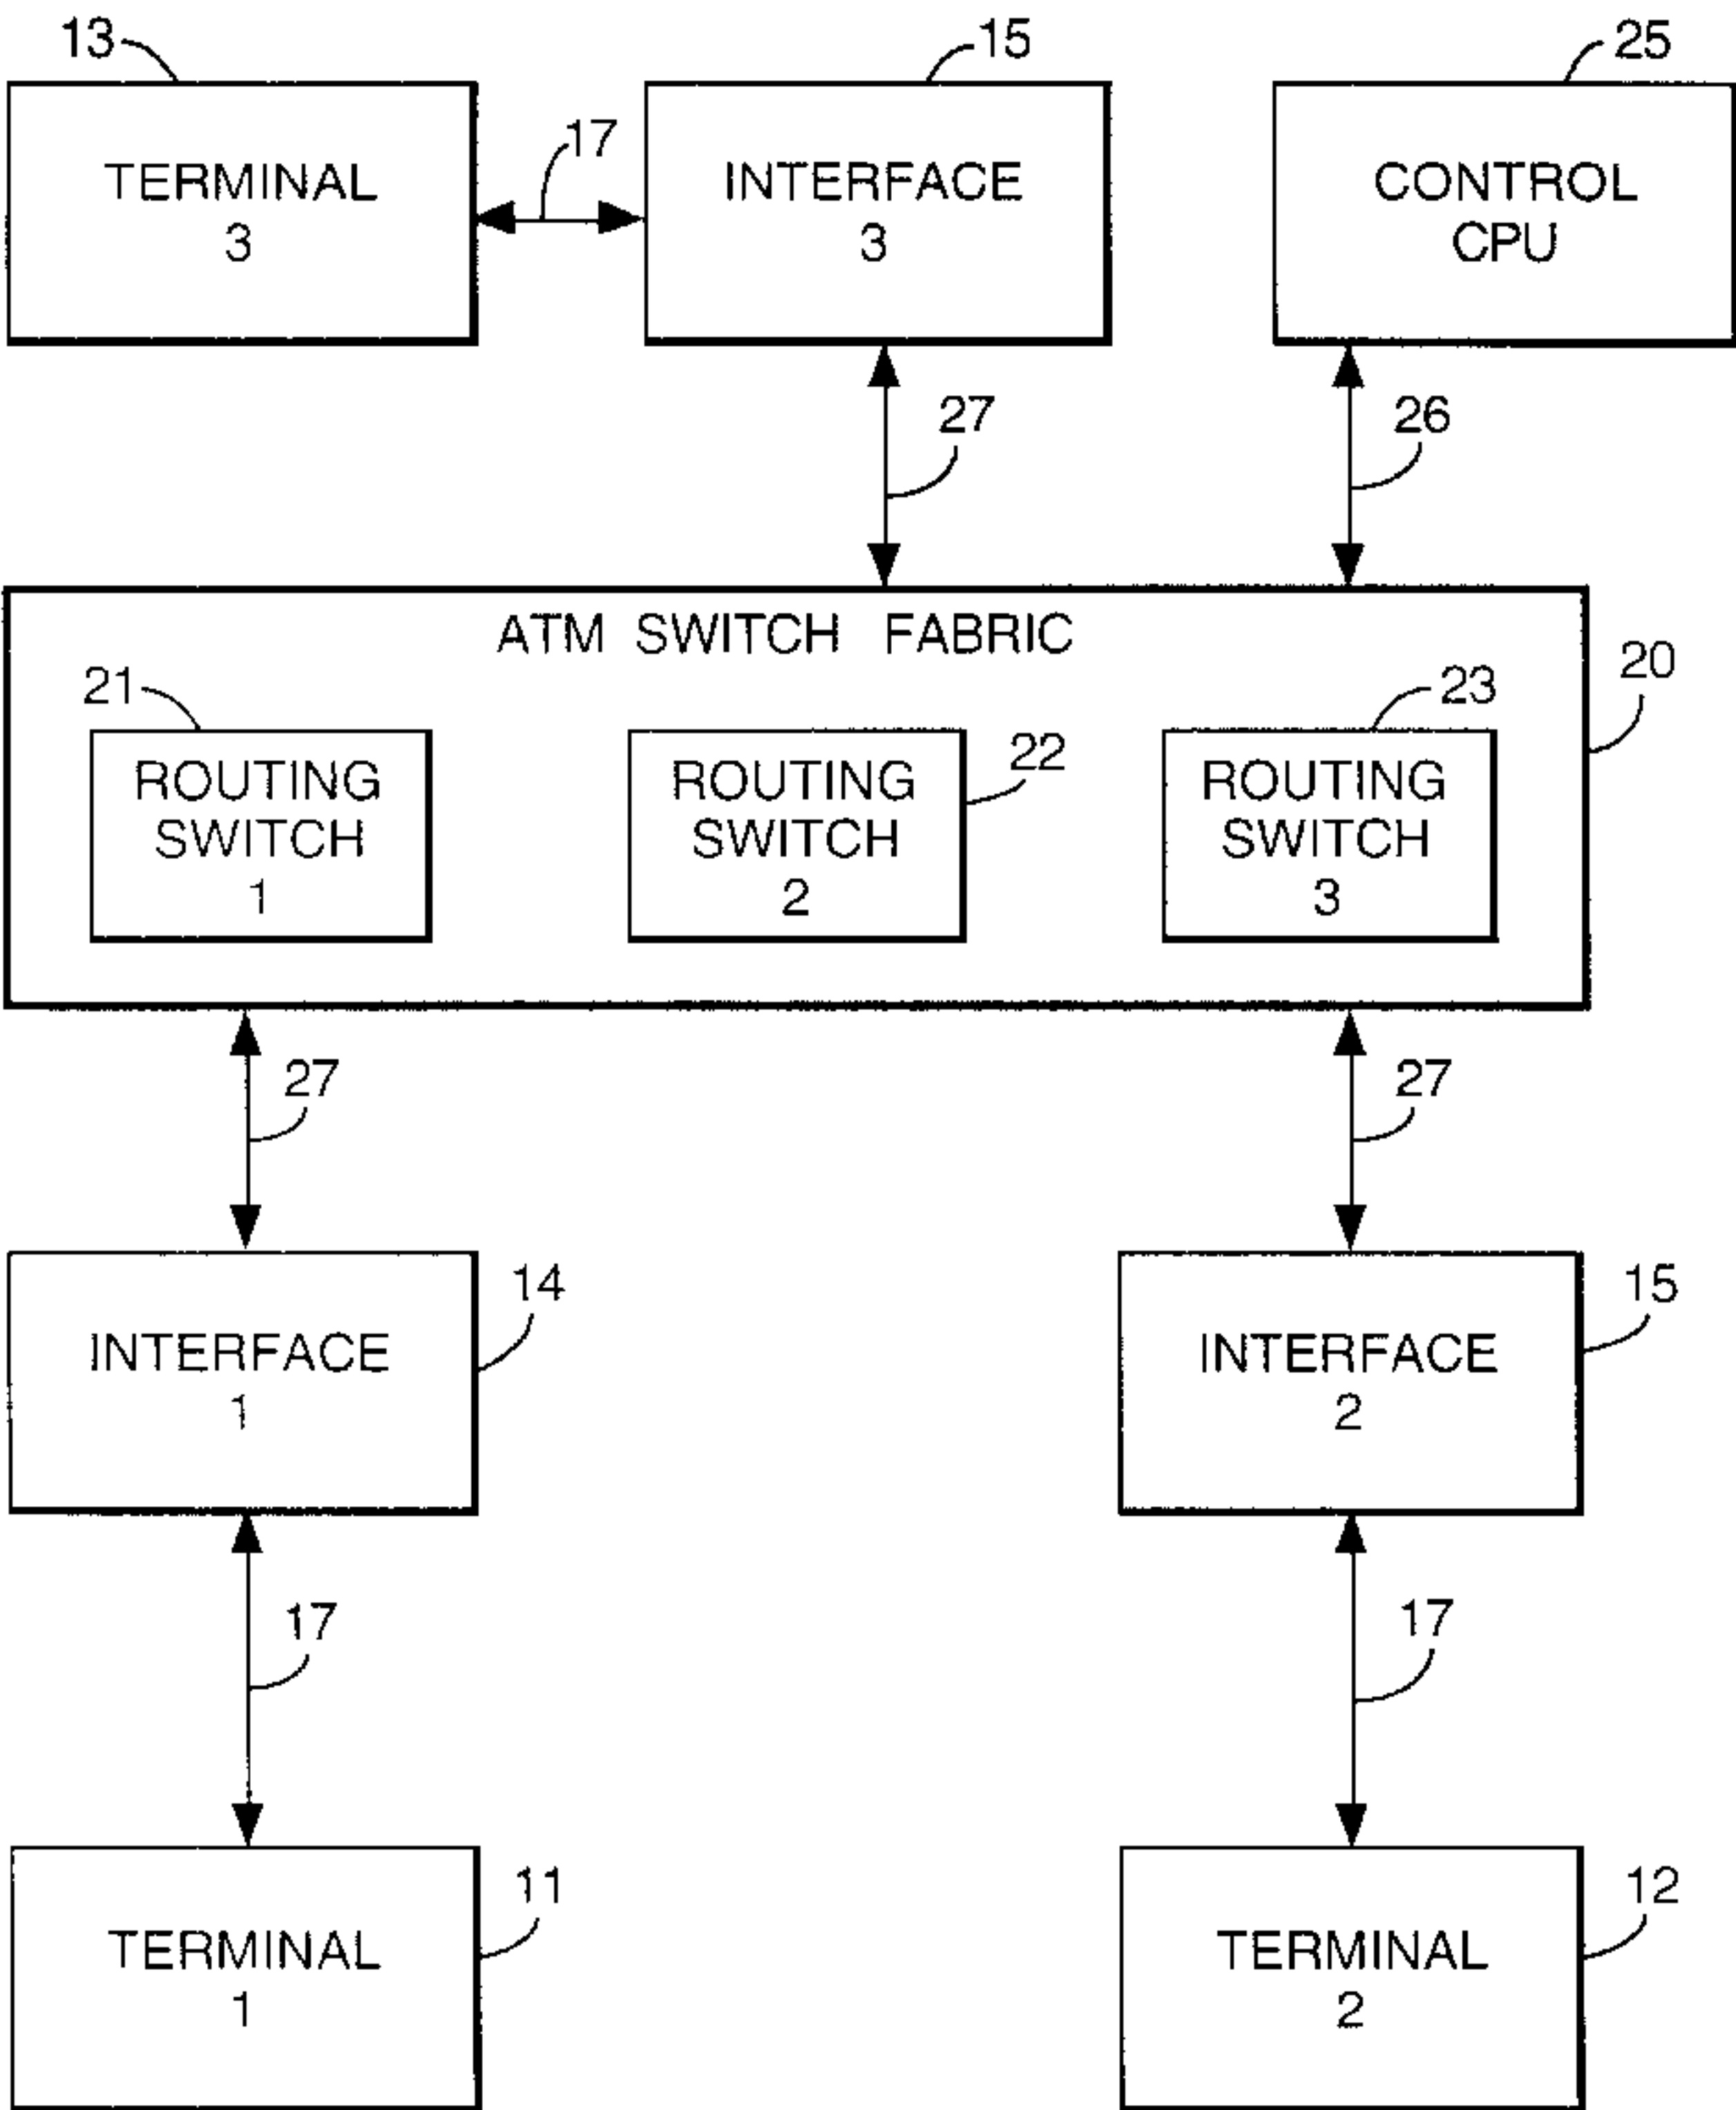 13
15
25
TERMINAL
3
17
INTERFACE
3
CONTROL
CPU
27
26
ATM SWITCH FABRIC
20
21
ROUTING
SWITCH
1
22
ROUTING
SWITCH
2
23
ROUTING
SWITCH
3
27
27
14
INTERFACE
1
15
INTERFACE
2
17
17
11
TERMINAL
1
12
TERMINAL
2